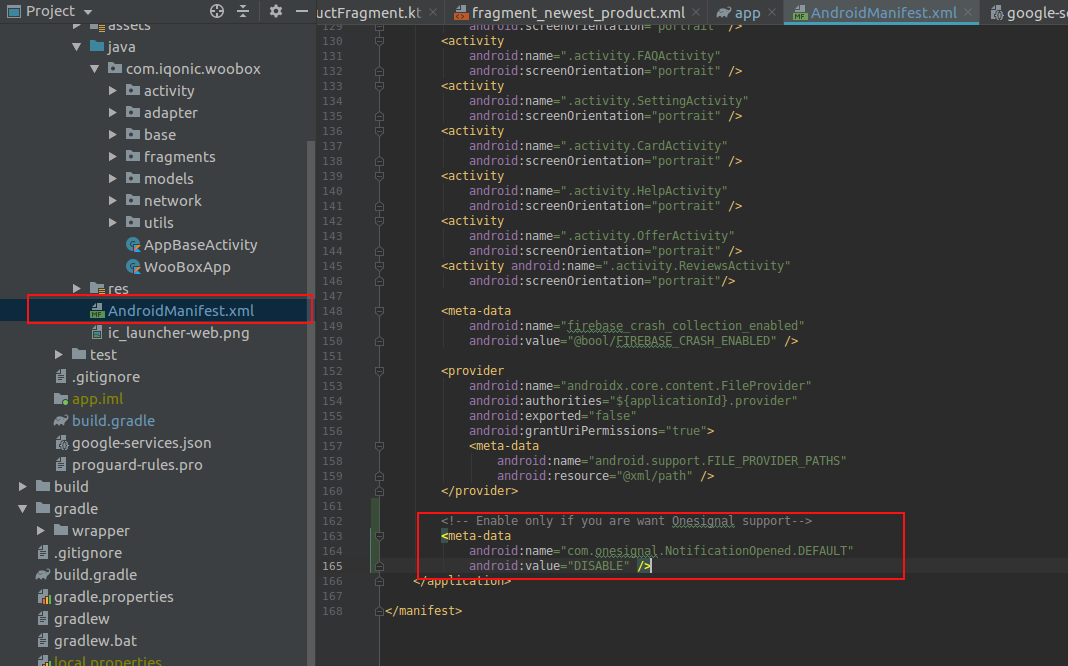 Project
assets
java
com.iqonic.woobox
activity
adapter
base
fragments
models
network
utils
AppBaseActivity
WooBoxApp
res
AndroidManifest.xml
ic_launcher-web.png
test
.gitignore
app.iml
build.gradle
google-services.json
proguard-rules.pro
build
gradle
wrapper
.gitignore
build.gradle
gradle.properties
gradlew
gradlew.bat
local.properties
uctFragment.kt × fragment_newest_product.xml × app × AndroidManifest.xml × google-s
129 android:screenOrientation="portrait" />
130 <activity
131 android:name=".activity.FAQActivity"
132 android:screenOrientation="portrait" />
133 <activity
134 android:name=".activity.SettingActivity"
135 android:screenOrientation="portrait" />
136 <activity
137 android:name=".activity.CardActivity"
138 android:screenOrientation="portrait" />
139 <activity
140 android:name=".activity.HelpActivity"
141 android:screenOrientation="portrait" />
142 <activity
143 android:name=".activity.OfferActivity"
144 android:screenOrientation="portrait" />
145 <activity android:name=".activity.ReviewsActivity"
146 android:screenOrientation="portrait"/>
147
148 <meta-data
149 android:name="firebase_crash_collection_enabled"
150 android:value="@bool/FIREBASE_CRASH_ENABLED" />
151
152 <provider
153 android:name="androidx.core.content.FileProvider"
154 android:authorities="${applicationId}.provider"
155 android:exported="false"
156 android:grantUriPermissions="true">
157 <meta-data
158 android:name="android.support.FILE_PROVIDER_PATHS"
159 android:resource="@xml/path" />
160 </provider>
161
162 <!-- Enable only if you are want Onesignal support-->
163 <meta-data
164 android:name="com.onesignal.NotificationOpened.DEFAULT"
165 android:value="DISABLE" />
166 </application>
167
168 </manifest>